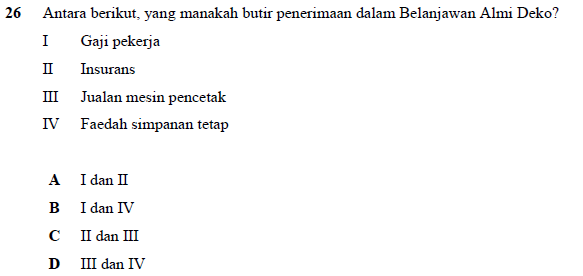 26 Antara berikut, yang manakah butir penerimaan dalam Belanjawan Almi Deko?
I Gaji pekerja
II Insurans
III Jualan mesin pencetak
IV Faedah simpanan tetap
A I dan II
B I dan IV
C II dan III
D III dan IV